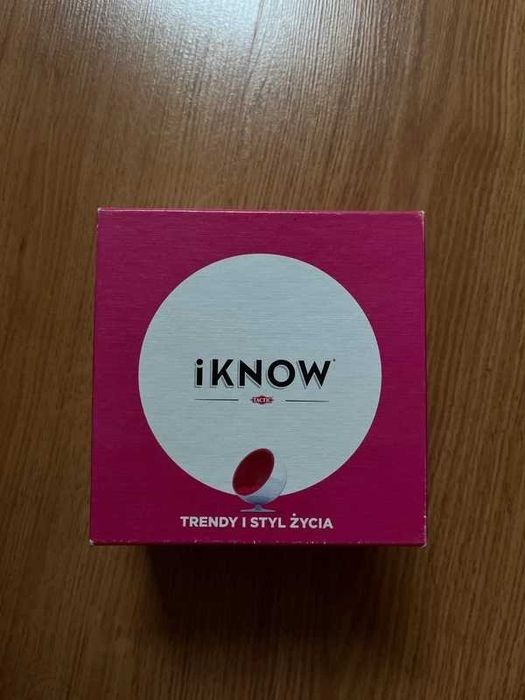 iKNOW
TACTIC
TRENDY I STYL ŻYCIA